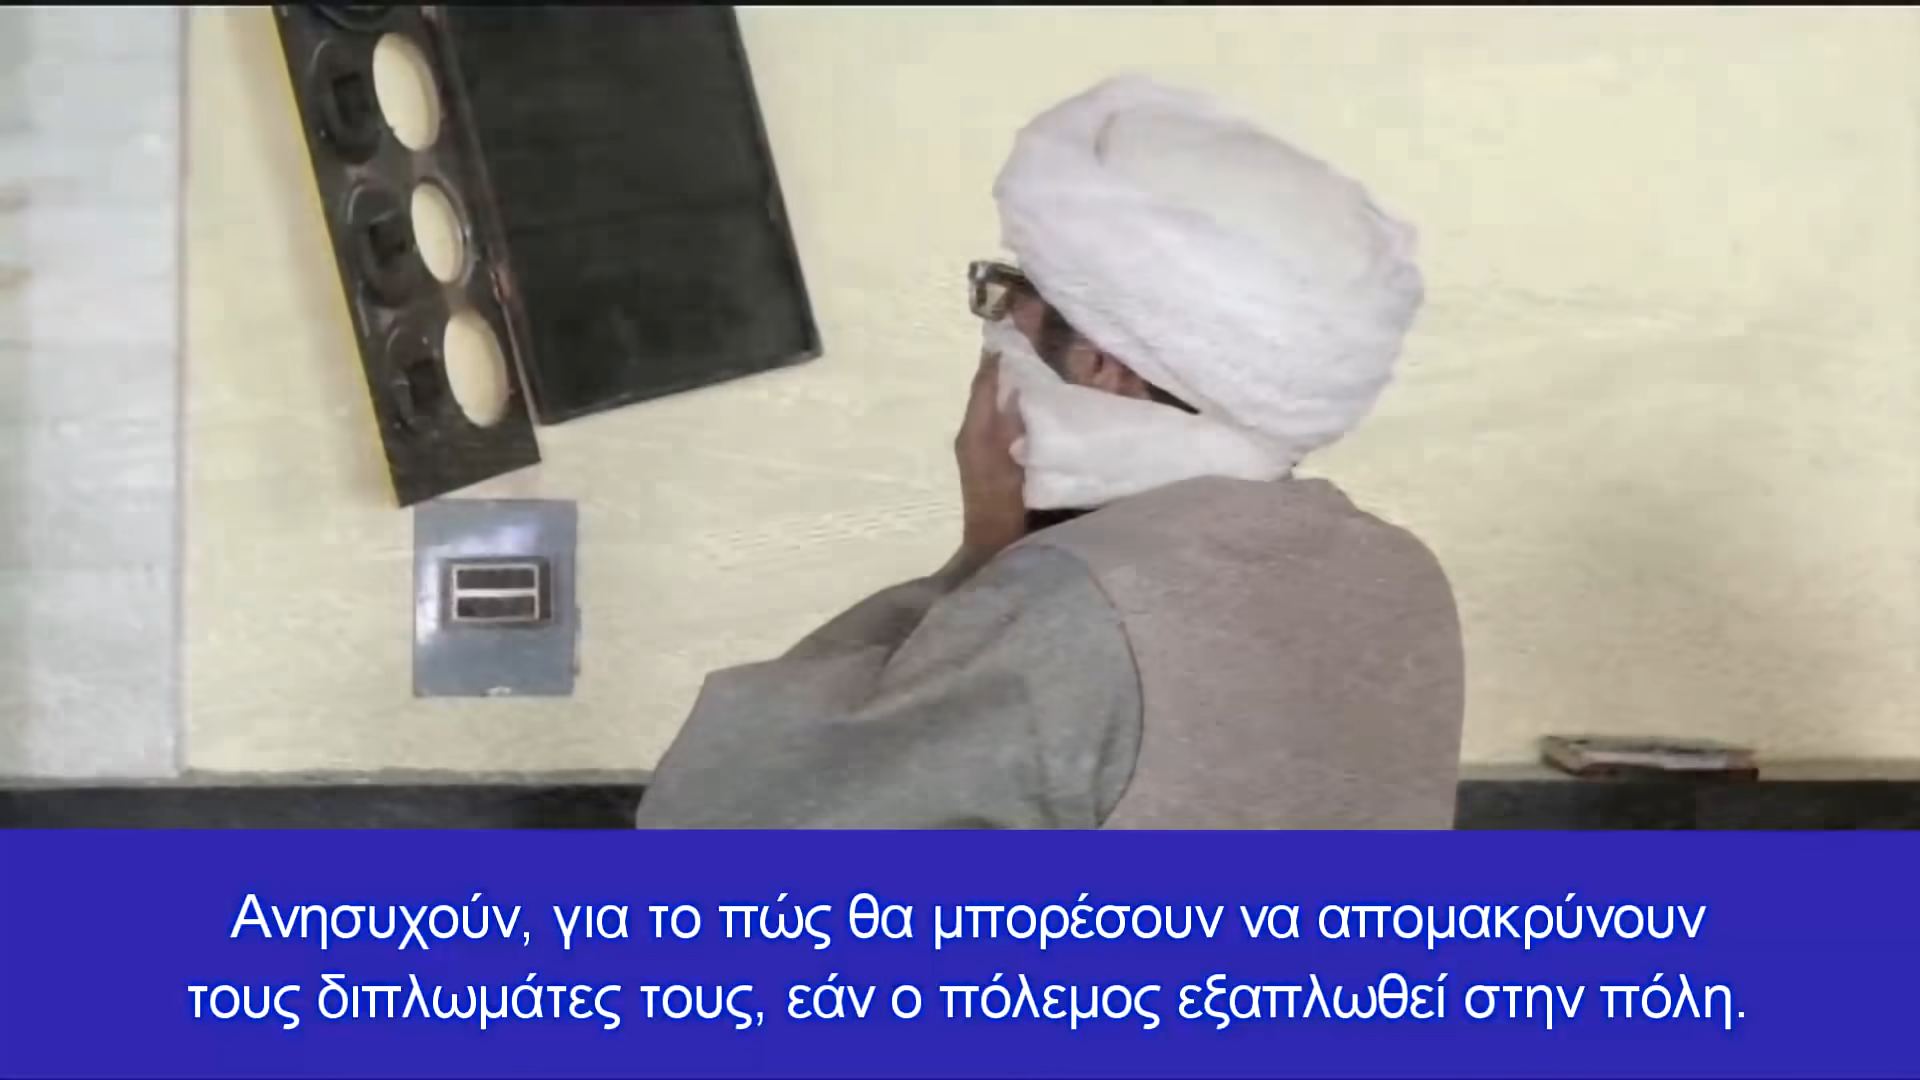 Ανησυχούν, για το πώς θα μπορέσουν να απομακρύνουν
τους διπλωμάτες τους, εάν ο πόλεμος εξαπλωθεί στην πόλη.